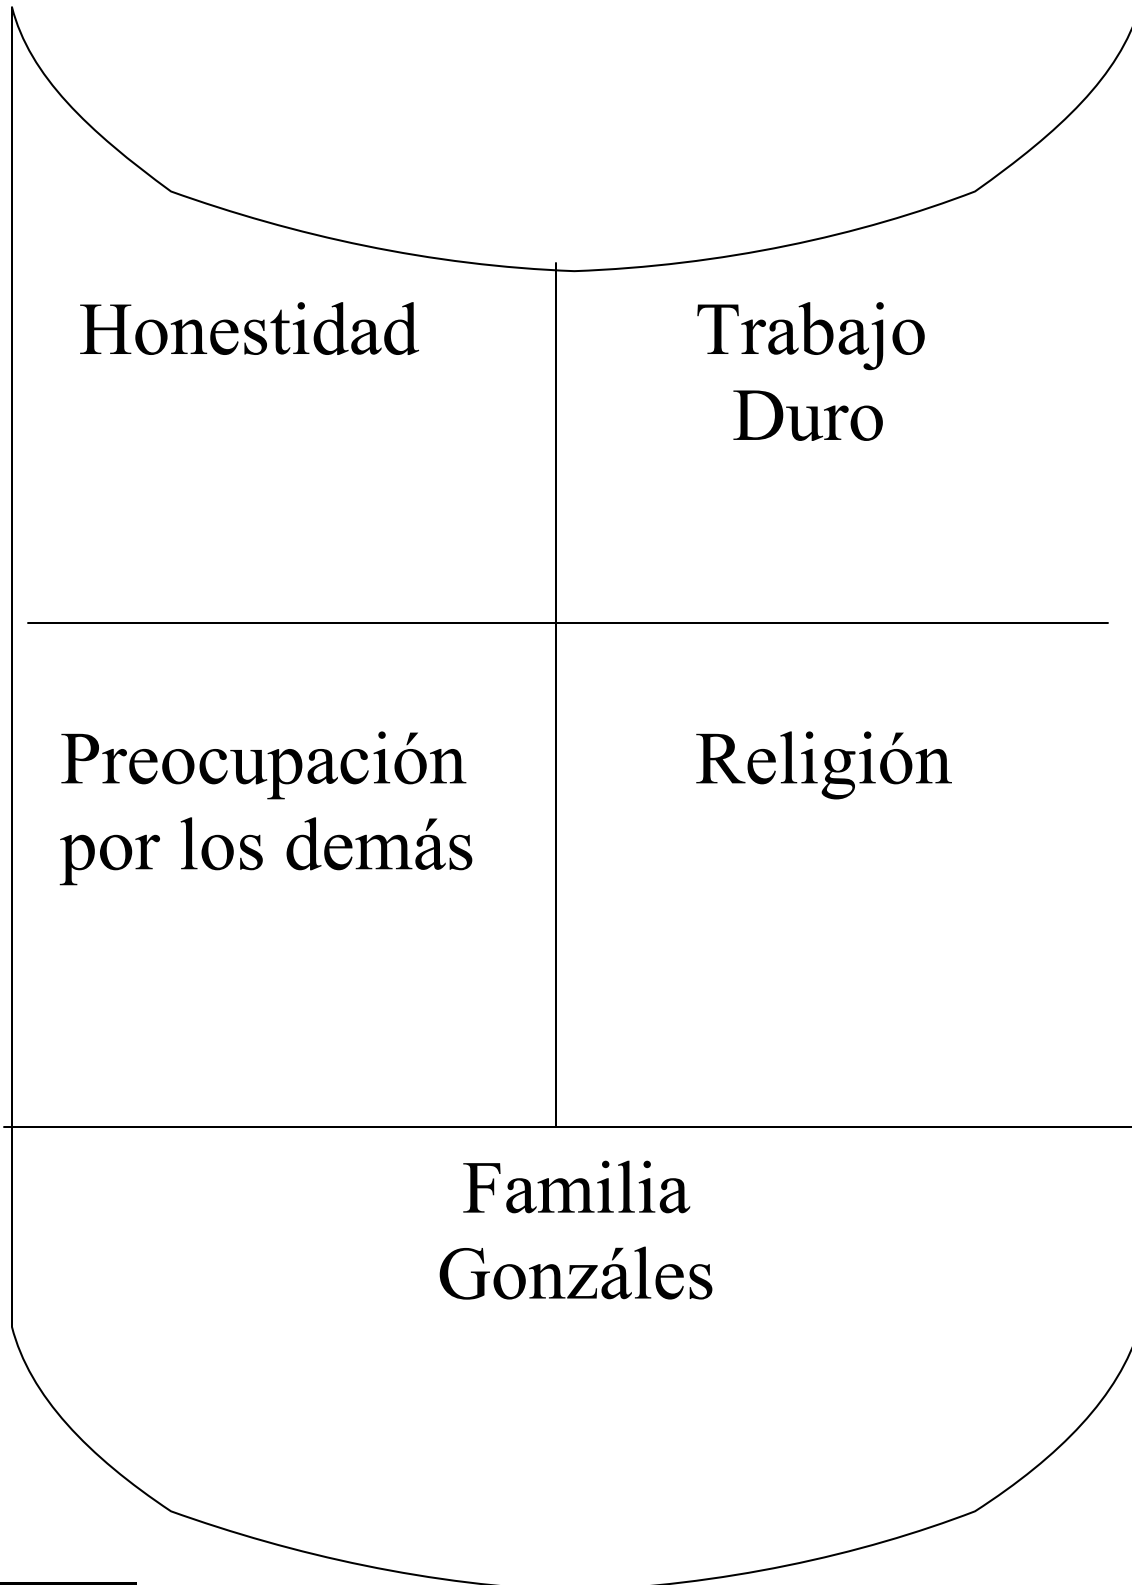 Honestidad
Trabajo
Duro
Preocupación
por los demás
Religión
Familia
Gonzáles